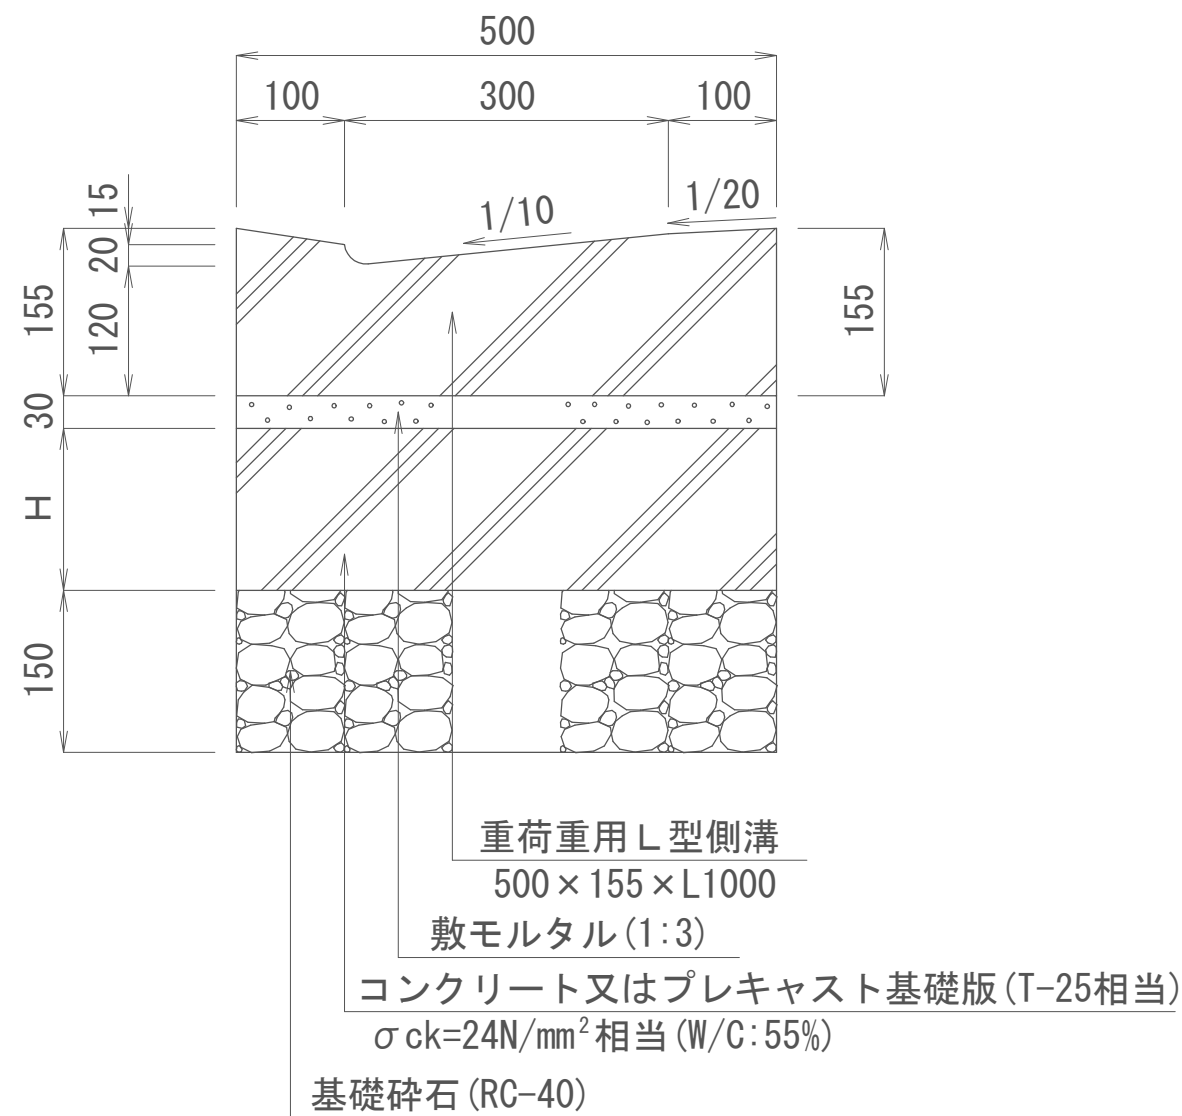 500
100
300
100
15
1/10
1/20
155
20
120
155
30
H
150
重荷重用L型側溝
500×155×L1000
敷モルタル(1:3)
コンクリート又はプレキャスト基礎版(T-25相当)
σck=24N/mm²相当(W/C:55%)
基礎砕石(RC-40)